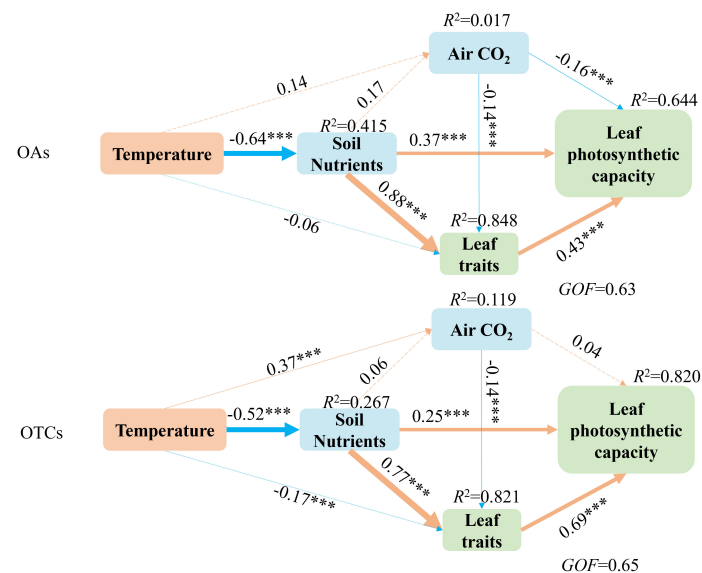 R²=0.017
Air CO₂
-0.16***
0.14
0.17
-0.14***
R²=0.644
R²=0.415
OAs
Temperature
-0.64***
Soil
Nutrients
0.37***
Leaf
photosynthetic
capacity
0.88***
-0.06
R²=0.848
Leaf
traits
0.43***
GOF=0.63
R²=0.119
Air CO₂
0.37***
0.06
0.04
-0.14***
R²=0.820
R²=0.267
OTCs
Temperature
-0.52***
Soil
Nutrients
0.25***
Leaf
photosynthetic
capacity
0.77***
-0.17***
R²=0.821
Leaf
traits
0.69***
GOF=0.65